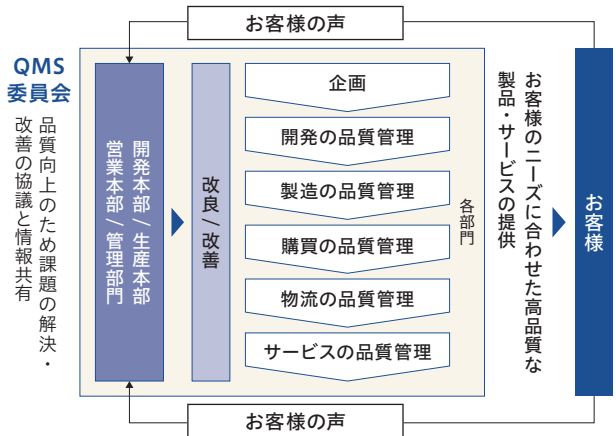 お客様の声
QMS
委員会
品質向上のため課題の解決・
改善の協議と情報共有
開発本部 / 生産本部
営業本部 / 管理部門
改良 / 改善
企画
開発の品質管理
製造の品質管理
購買の品質管理
物流の品質管理
サービスの品質管理
各部門
お客様のニーズに合わせた高品質な
製品・サービスの提供
お客様
お客様の声